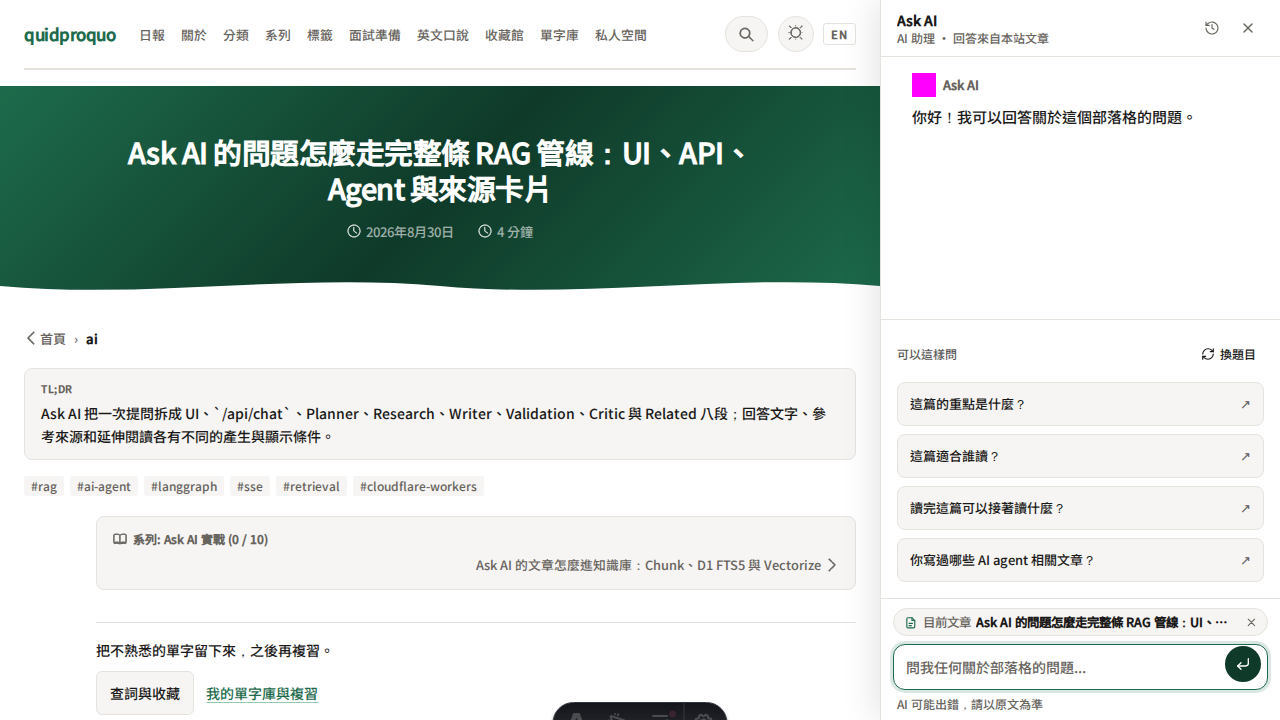 quidproquo 日報 關於 分類 系列 標籤 面試準備 英文口說 收藏館 單字庫 私人空間 EN
Ask AI 的問題怎麼走完整條 RAG 管線：UI、API、
Agent 與來源卡片
2026年8月30日 4 分鐘
首頁 › ai
TL;DR
Ask AI 把一次提問拆成 UI、`/api/chat`、Planner、Research、Writer、Validation、Critic 與 Related 八段；回答文字、參
考來源和延伸閱讀各有不同的產生與顯示條件。
#rag #ai-agent #langgraph #sse #retrieval #cloudflare-workers
系列: Ask AI 實戰 (0 / 10)
Ask AI 的文章怎麼進知識庫：Chunk、D1 FTS5 與 Vectorize
把不熟悉的單字留下來，之後再複習。
查詞與收藏 我的單字庫與複習
Ask AI
AI 助理 • 回答來自本站文章
Ask AI
你好！我可以回答關於這個部落格的問題。
可以這樣問 換題目
這篇的重點是什麼？ ↗
這篇適合誰讀？ ↗
讀完這篇可以接著讀什麼？ ↗
你寫過哪些 AI agent 相關文章？ ↗
目前文章 Ask AI 的問題怎麼走完整條 RAG 管線：UI、…
問我任何關於部落格的問題...
AI 可能出錯，請以原文為準